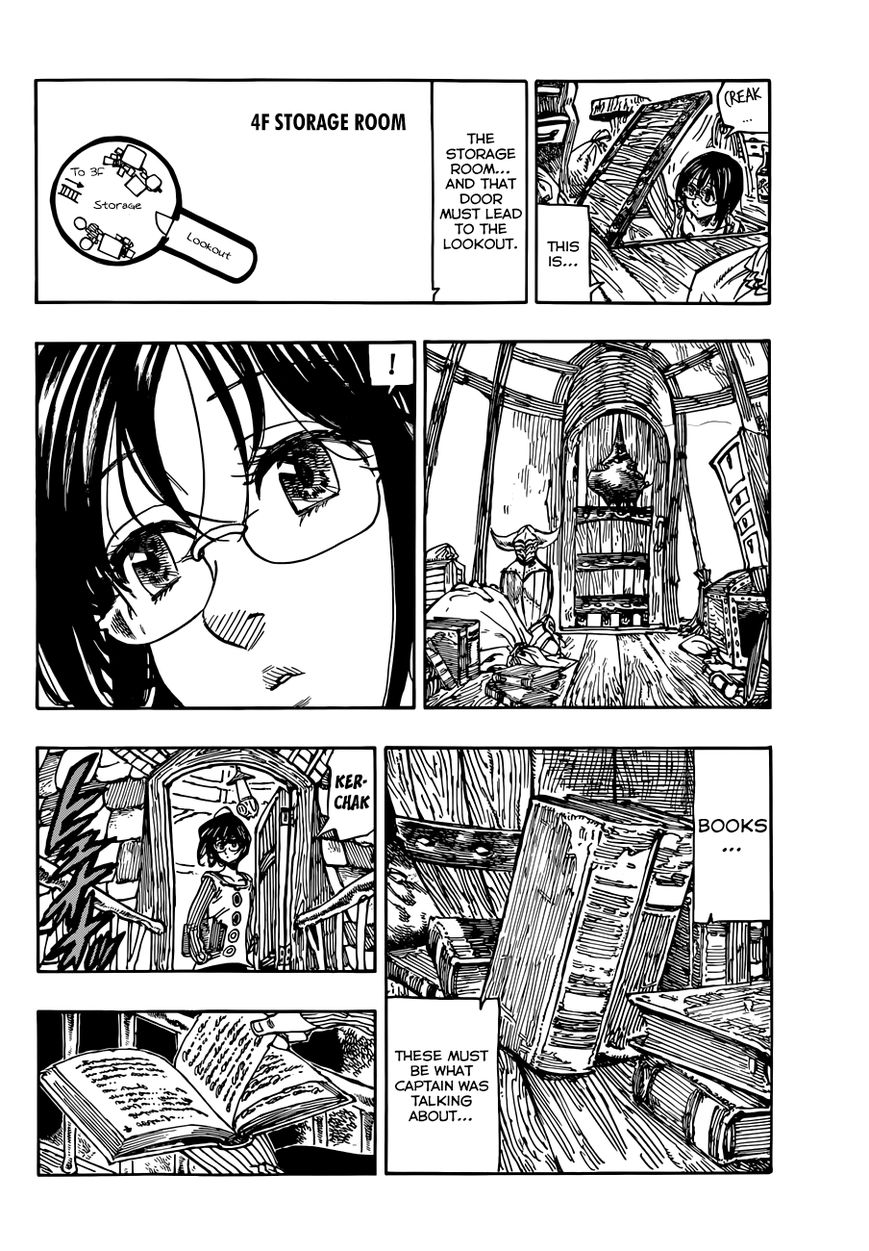 CREAK
...
THIS
IS...
THE
STORAGE
ROOM...
AND THAT
DOOR
MUST LEAD
TO THE
LOOKOUT.
4F STORAGE ROOM
To 3F
Storage
Lookout
!
BOOKS
...
THESE MUST
BE WHAT
CAPTAIN WAS
TALKING
ABOUT...
KER-
CHAK